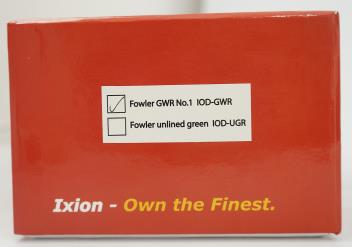 Fowler GWR No.1 IOD-GWR
Fowler unlined green IOD-UGR
Ixion - Own the Finest.